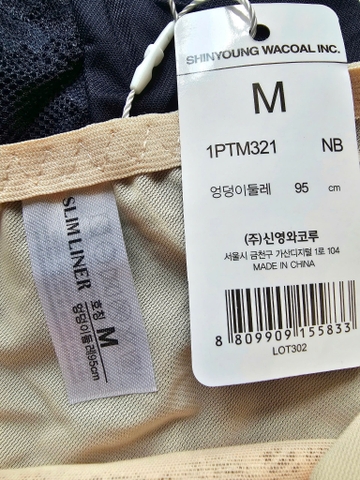 SHINYOUNG WACOAL INC.
M
1PTM321 NB
엉덩이둘레 95 cm
(주)신영와코루
서울시 금천구 가산디지털 1로 104
MADE IN CHINA
8 809909 155833
LOT302
SLIMLINER
호칭 M
엉덩이둘레95cm